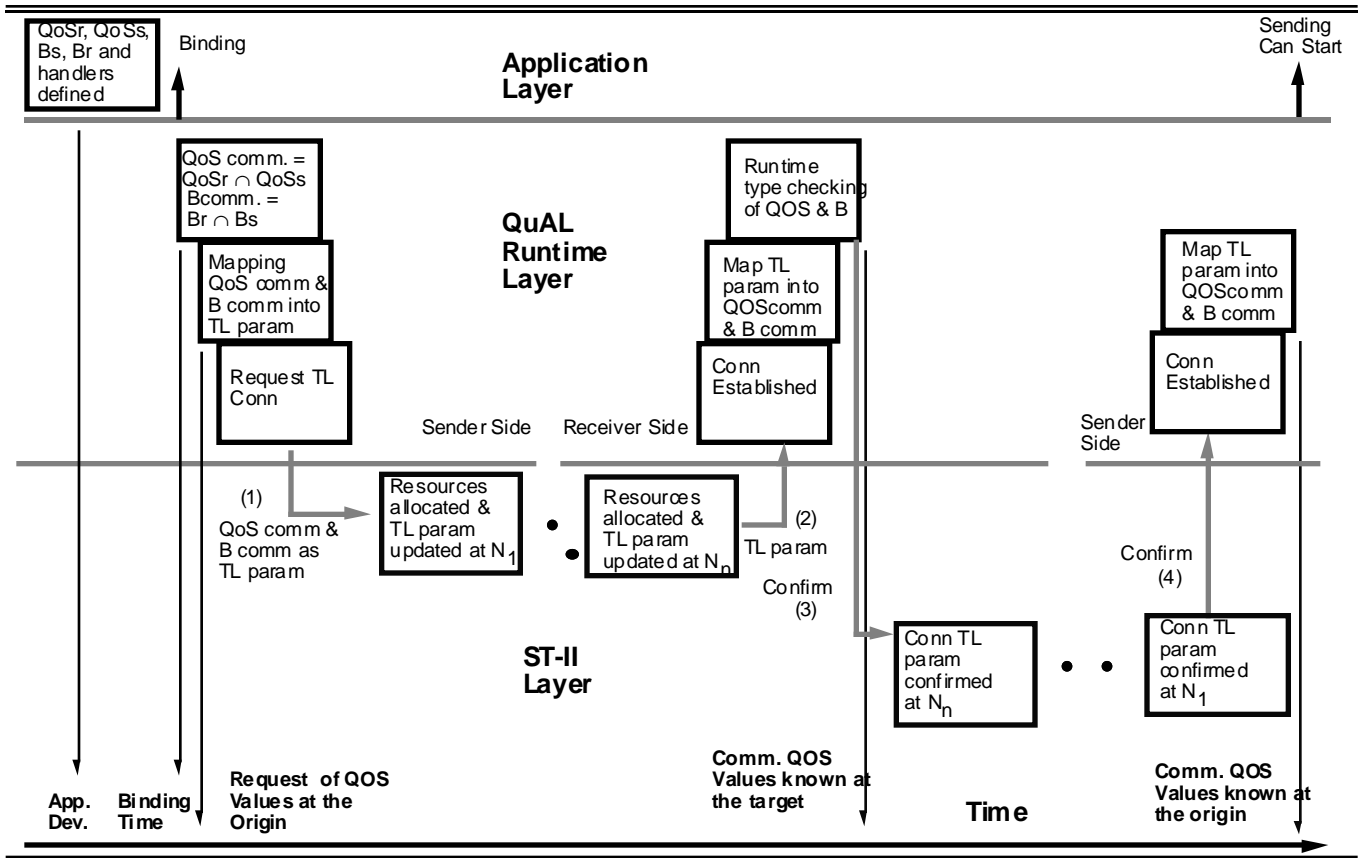 QoSr, QoSs,
Bs, Br and
handlers
defined
Binding
Application
Layer
Sending
Can Start
QoS comm. =
QoSr ∩ QoSs
Bcomm. =
Br ∩ Bs
Mapping
QoS comm &
B comm into
TL param
Request TL
Conn
QuAL
Runtime
Layer
Runtime
type checking
of QOS & B
Map TL
param into
QOScomm
& B comm
Conn
Established
Map TL
param into
QOScomm
& B comm
Conn
Established
Sender Side
Receiver Side
Sender
Side
(1)
QoS comm &
B comm as
TL param
Resources
allocated &
TL param
updated at N1
Resources
allocated &
TL param
updated at Nn
(2)
TL param
Confirm
(3)
Confirm
(4)
ST-II
Layer
Conn TL
param
confirmed
at Nn
Conn TL
param
confirmed
at N1
App.
Dev.
Binding
Time
Request of QOS
Values at the
Origin
Comm. QOS
Values known at
the target
Time
Comm. QOS
Values known at
the origin